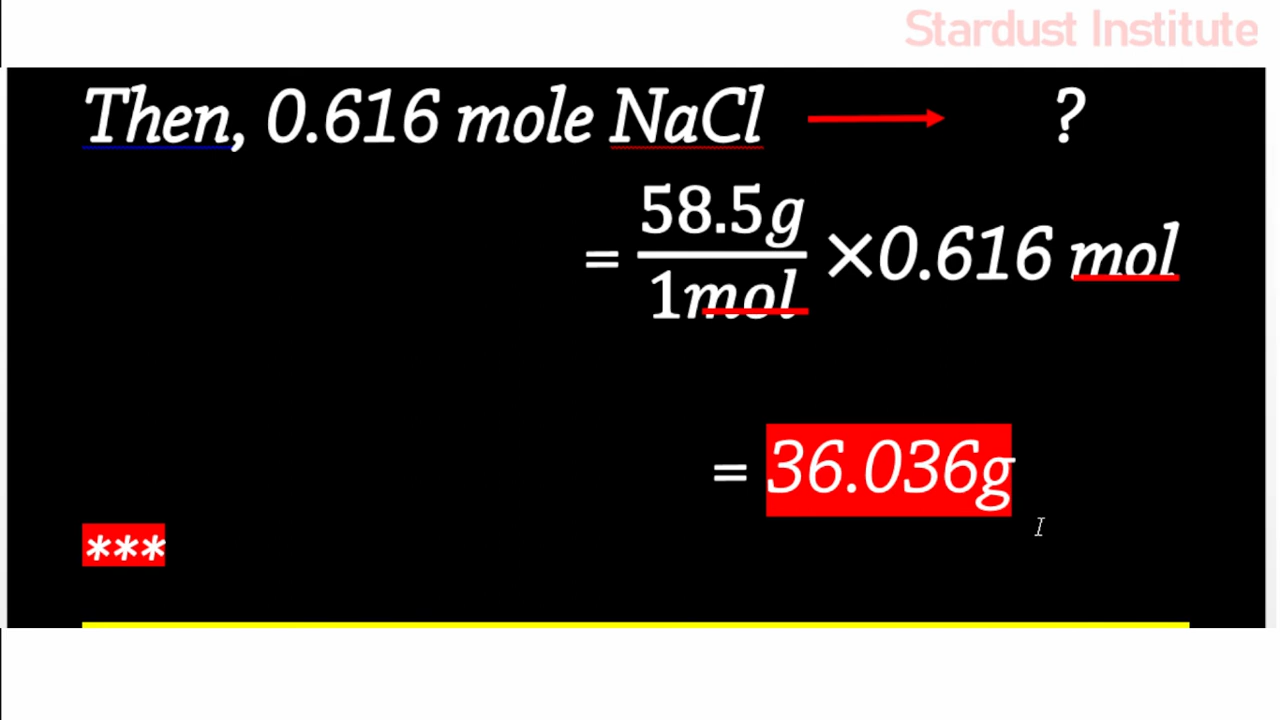 Stardust Institute
Then, 0.616 mole NaCl ⟶ ?
= 58.5g / 1mol ×0.616 mol
= 36.036g
***